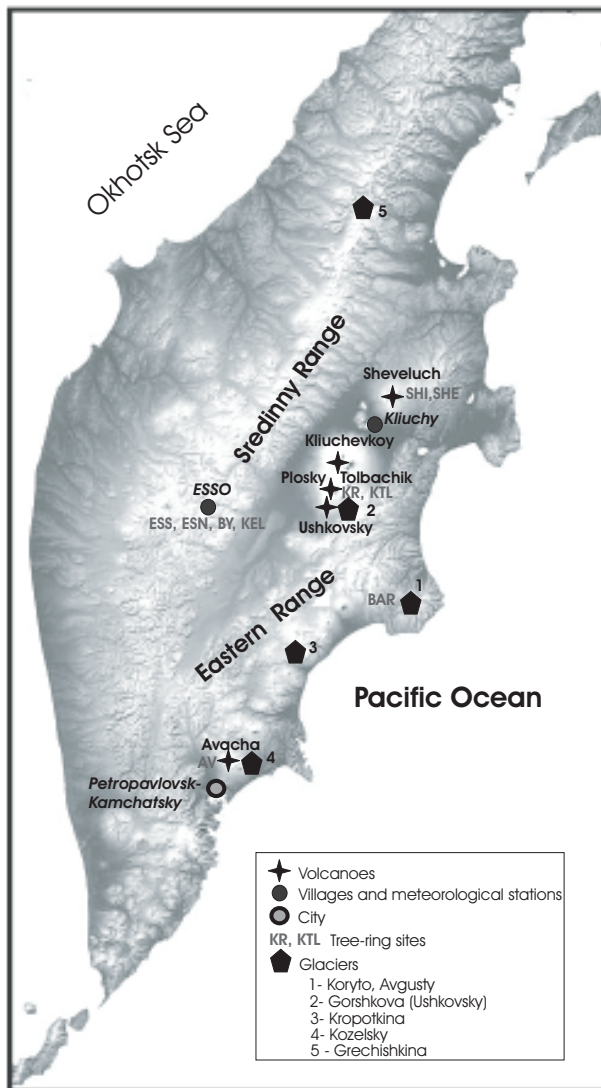 Okhotsk Sea
5
Sredinny Range
Sheveluch
SHI,SHE
Kliuchy
Kliuchevkoy
Plosky Tolbachik
KR, KTL
ESSO
ESS, ESN, BY, KEL
2
Ushkovsky
1
BAR
Eastern Range
3
Pacific Ocean
Avacha
AV
4
Petropavlovsk-
Kamchatsky
Volcanoes
Villages and meteorological stations
City
KR, KTL Tree-ring sites
Glaciers
1- Koryto, Avgusty
2- Gorshkova (Ushkovsky)
3- Kropotkina
4- Kozelsky
5 - Grechishkina